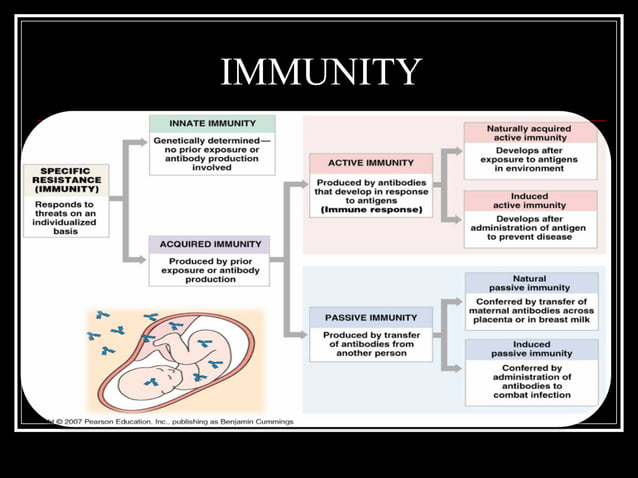 IMMUNITY
INNATE IMMUNITY
Genetically determined—
no prior exposure or
antibody production
involved
SPECIFIC
RESISTANCE
(IMMUNITY)
Responds to
threats on an
individualized
basis
ACQUIRED IMMUNITY
Produced by prior
exposure or antibody
production
ACTIVE IMMUNITY
Produced by antibodies
that develop in response
to antigens
(Immune response)
Naturally acquired
active immunity
Develops after
exposure to antigens
in environment
Induced
active immunity
Develops after
administration of antigen
to prevent disease
PASSIVE IMMUNITY
Produced by transfer
of antibodies from
another person
Natural
passive immunity
Conferred by transfer of
maternal antibodies across
placenta or in breast milk
Induced
passive immunity
Conferred by
administration of
antibodies to
combat infection
© 2007 Pearson Education, Inc., publishing as Benjamin Cummings